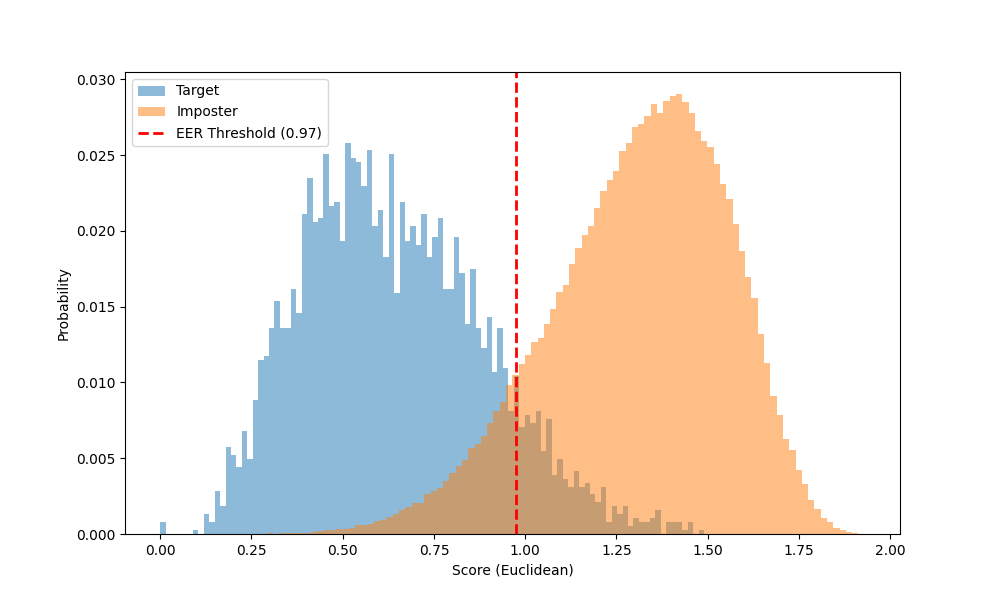 Target
Imposter
EER Threshold (0.97)
0.030
0.025
0.020
0.015
0.010
0.005
0.000
Probability
0.00 0.25 0.50 0.75 1.00 1.25 1.50 1.75 2.00
Score (Euclidean)